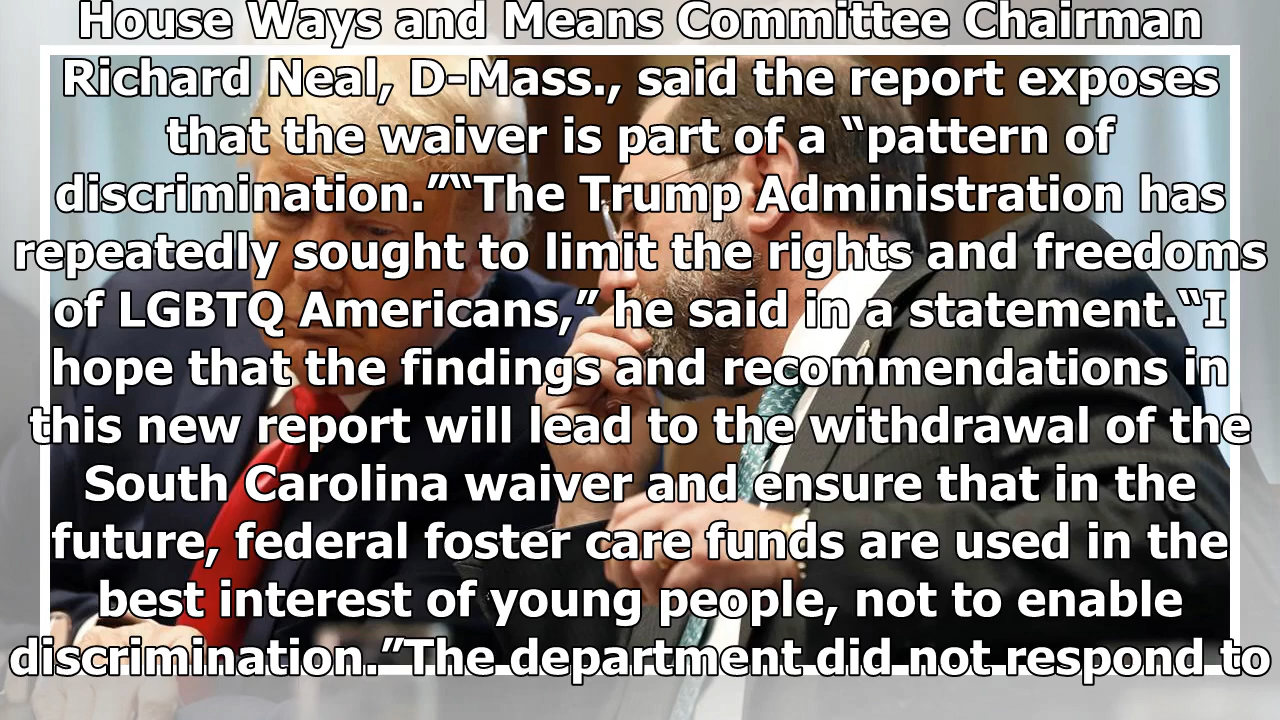 House Ways and Means Committee Chairman
Richard Neal, D-Mass., said the report exposes
that the waiver is part of a “pattern of
discrimination.”“The Trump Administration has
repeatedly sought to limit the rights and freedoms
of LGBTQ Americans,” he said in a statement.“I
hope that the findings and recommendations in
this new report will lead to the withdrawal of the
South Carolina waiver and ensure that in the
future, federal foster care funds are used in the
best interest of young people, not to enable
discrimination.”The department did not respond to